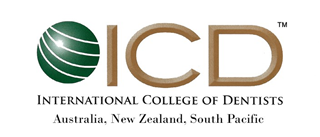 ICD™
INTERNATIONAL COLLEGE OF DENTISTS
Australia, New Zealand, South Pacific